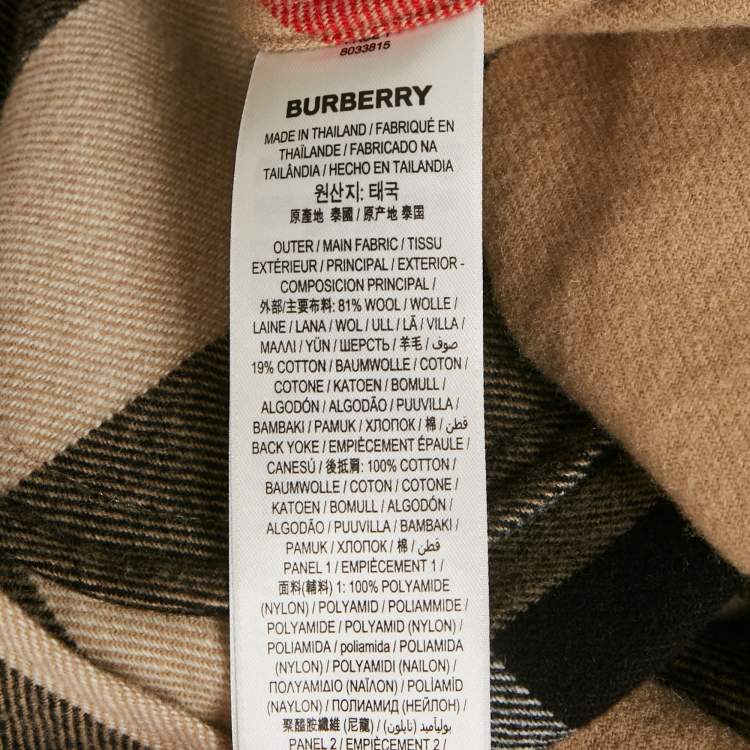 8033815
BURBERRY
MADE IN THAILAND / FABRIQUÉ EN
THAÏLANDE / FABRICADO NA
TAILÂNDIA / HECHO EN TAILANDIA
원산지: 태국
原產地 泰國 / 原产地 泰国
OUTER / MAIN FABRIC / TISSU
EXTÉRIEUR / PRINCIPAL / EXTERIOR -
COMPOSICION PRINCIPAL /
外部/主要布料: 81% WOOL / WOLLE /
LAINE / LANA / WOL / ULL / LÃ / VILLA /
ΜΑΛΛΙ / YÜN / ШЕРСТЬ / 羊毛 / صوف /
19% COTTON / BAUMWOLLE / COTON /
COTONE / KATOEN / BOMULL /
ALGODÓN / ALGODÃO / PUUVILLA /
BAMBAKI / PAMUK / ХЛОПОК / 棉 / قطن /
BACK YOKE / EMPIÈCEMENT ÉPAULE /
CANESÚ / 後抵肩: 100% COTTON /
BAUMWOLLE / COTON / COTONE /
KATOEN / BOMULL / ALGODÓN /
ALGODÃO / PUUVILLA / BAMBAKI /
PAMUK / ХЛОПОК / 棉 / قطن /
PANEL 1 / EMPIÈCEMENT 1 /
面料(輔料) 1: 100% POLYAMIDE
(NYLON) / POLYAMID / POLIAMMIDE /
POLYAMIDE / POLYAMID (NYLON) /
POLIAMIDA / poliamida / POLIAMIDA
(NYLON) / POLYAMIDI (NAILON) /
ΠΟΛΥΑΜΙΔΙΟ (ΝΑΪΛΟΝ) / POLİAMİD
(NAYLON) / ПОЛИАМИД (НЕЙЛОН) /
聚醯胺纖維 (尼龍) / بولياميد (نايلون) /
PANEL 2 / EMPIÈCEMENT 2 /